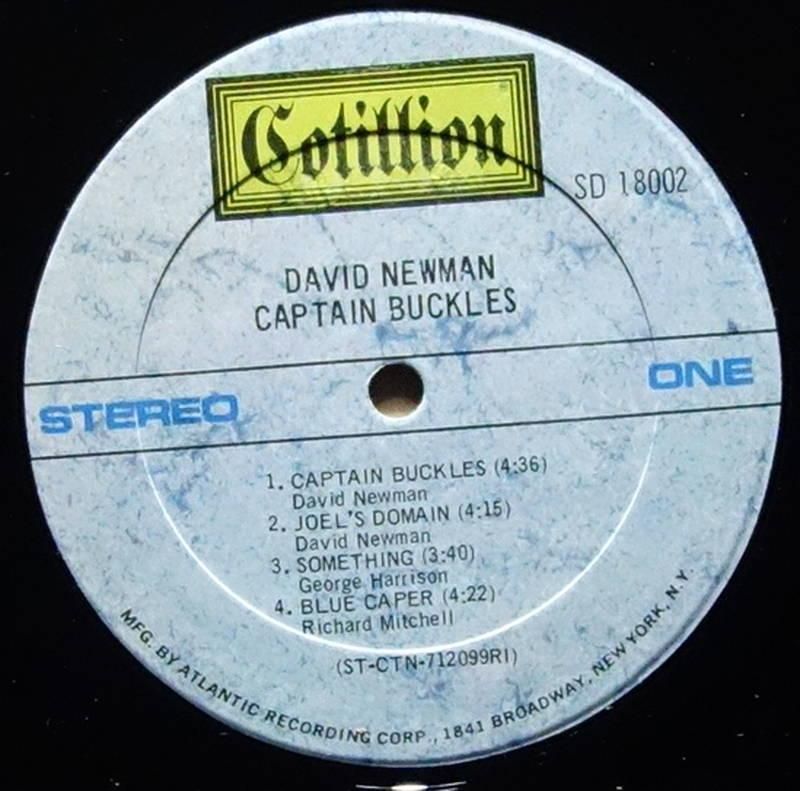 Cotillion
SD 18002
DAVID NEWMAN
CAPTAIN BUCKLES
STEREO
ONE
1. CAPTAIN BUCKLES (4:36)
David Newman
2. JOEL'S DOMAIN (4:15)
David Newman
3. SOMETHING (3:40)
George Harrison
4. BLUE CAPER (4:22)
Richard Mitchell
(ST-CTN-712099RI)
MFG. BY ATLANTIC RECORDING CORP., 1841 BROADWAY, NEW YORK, N.Y.